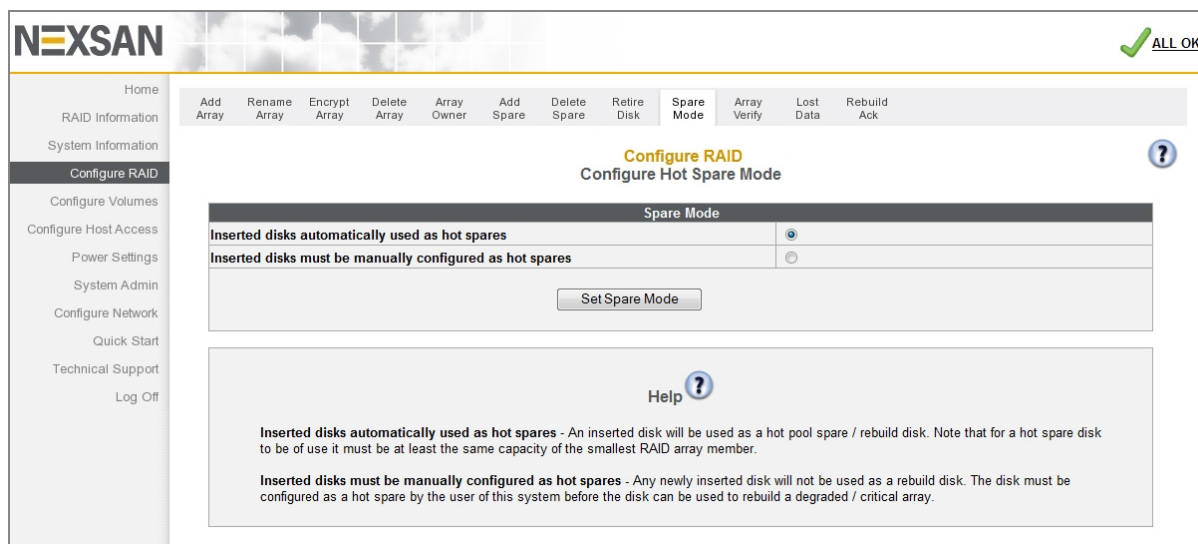 NEXSAN
ALL OK
Home
RAID Information
System Information
Configure RAID
Configure Volumes
Configure Host Access
Power Settings
System Admin
Configure Network
Quick Start
Technical Support
Log Off
Add Array
Rename Array
Encrypt Array
Delete Array
Array Owner
Add Spare
Delete Spare
Retire Disk
Spare Mode
Array Verify
Lost Data
Rebuild Ack
Configure RAID
Configure Hot Spare Mode
?
Spare Mode
Inserted disks automatically used as hot spares
Inserted disks must be manually configured as hot spares
Set Spare Mode
Help ?
Inserted disks automatically used as hot spares - An inserted disk will be used as a hot pool spare / rebuild disk. Note that for a hot spare disk
to be of use it must be at least the same capacity of the smallest RAID array member.
Inserted disks must be manually configured as hot spares - Any newly inserted disk will not be used as a rebuild disk. The disk must be
configured as a hot spare by the user of this system before the disk can be used to rebuild a degraded / critical array.